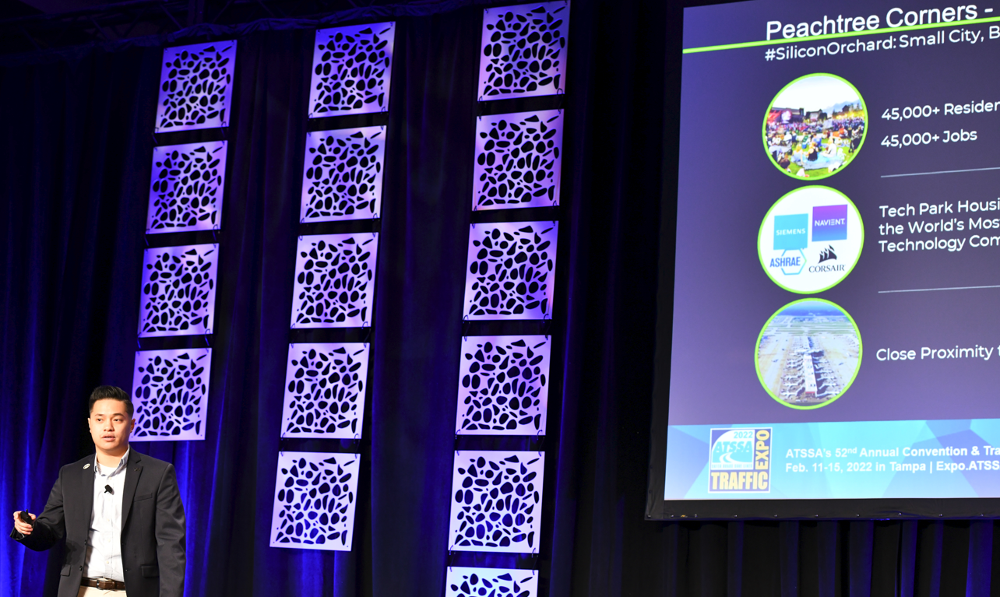 Peachtree Corners -
#SiliconOrchard: Small City, B
45,000+ Residen
45,000+ Jobs
SIEMENS
NAVIENT
ASHRAE
CORSAIR
Tech Park Housi
the World's Mos
Technology Com
Close Proximity t
2022
ATSSA
TRAFFIC
EXPO
ATSSA's 52nd Annual Convention & Tra
Feb. 11-15, 2022 in Tampa | Expo.ATSS